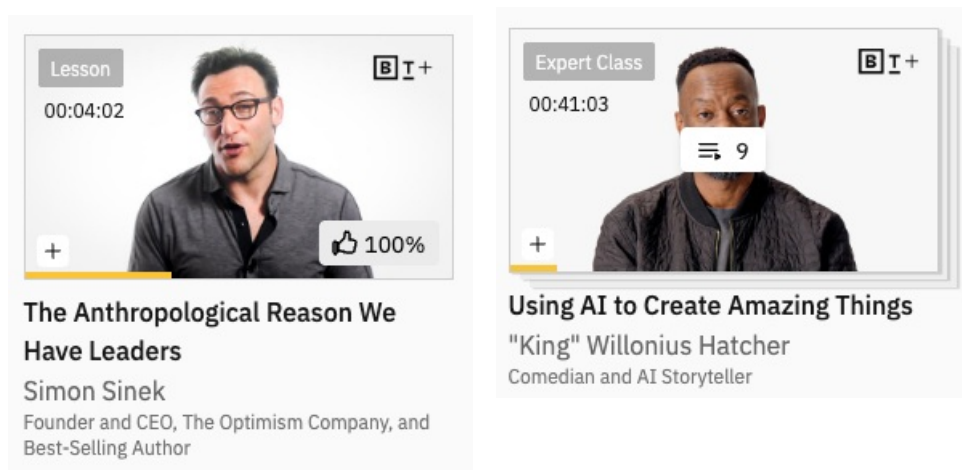 Lesson
B T+
00:04:02
+
100%
The Anthropological Reason We
Have Leaders
Simon Sinek
Founder and CEO, The Optimism Company, and
Best-Selling Author
Expert Class
B T+
00:41:03
9
+
Using AI to Create Amazing Things
"King" Willonius Hatcher
Comedian and AI Storyteller